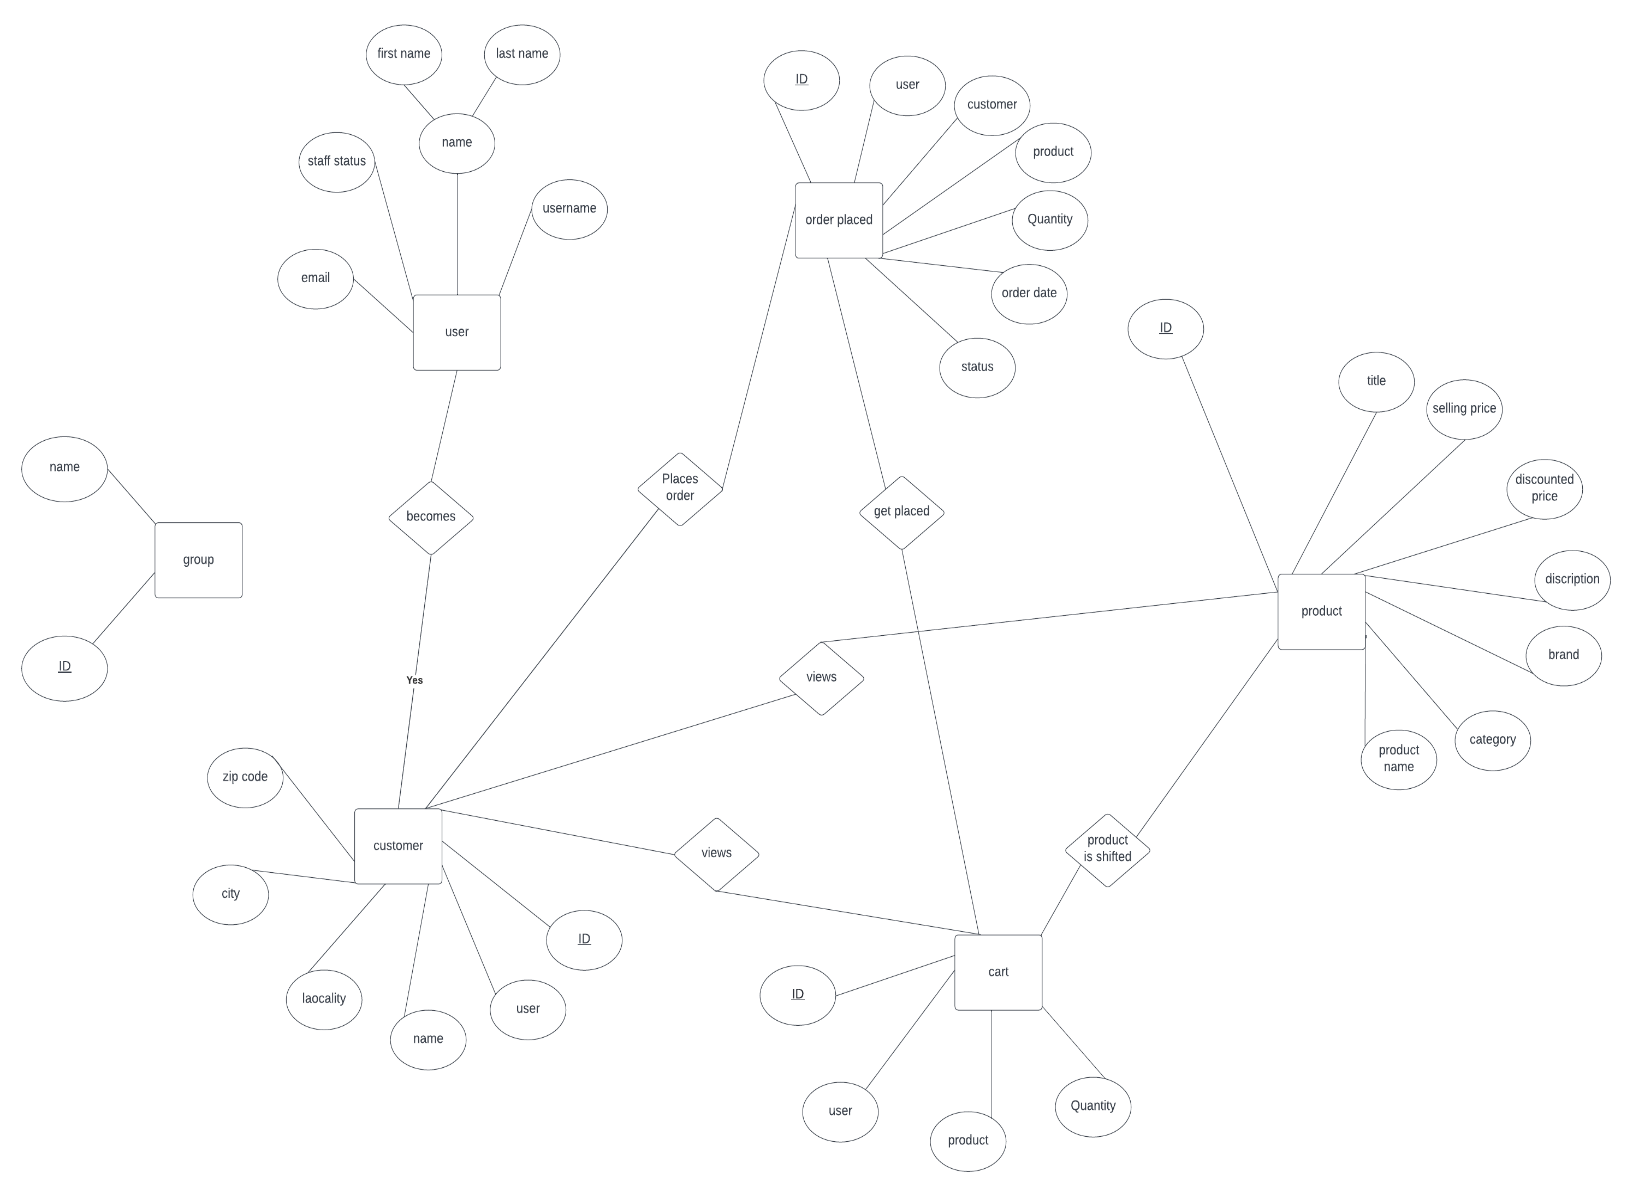 first name
last name
ID
user
customer
name
product
staff status
username
Quantity
order placed
email
order date
user
ID
status
title
selling price
name
Places
order
discounted
price
get placed
becomes
group
discription
product
brand
ID
views
Yes
category
product
name
zip code
customer
views
product
is shifted
city
ID
cart
laocality
ID
user
name
Quantity
user
product